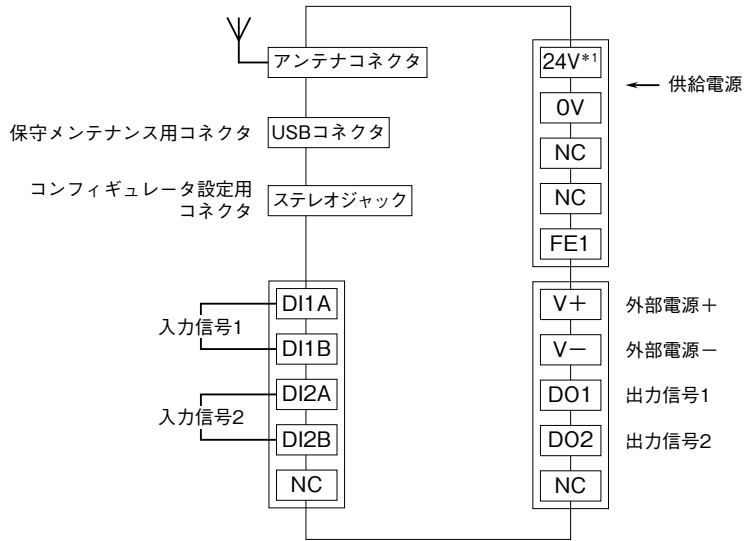 アンテナコネクタ
保守メンテナンス用コネクタ
USBコネクタ
コンフィギュレータ設定用
コネクタ
ステレオジャック
入力信号1
DI1A
DI1B
入力信号2
DI2A
DI2B
NC
24V*1
0V
NC
NC
FE1
供給電源
V+
外部電源+
V−
外部電源−
DO1
出力信号1
DO2
出力信号2
NC